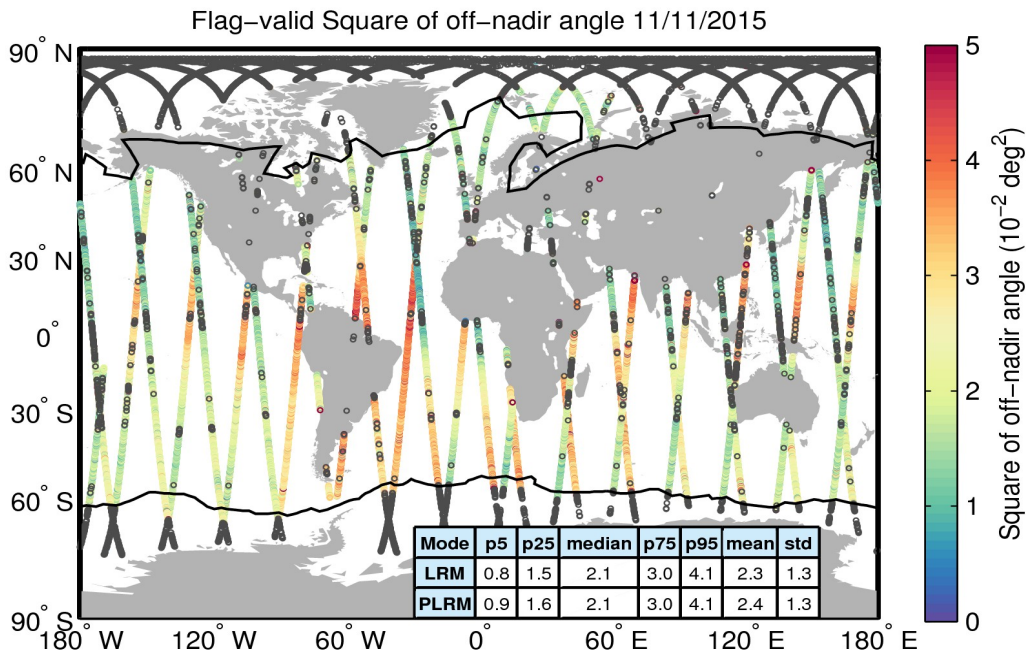 Flag−valid Square of off−nadir angle 11/11/2015
90° N
60° N
30° N
0°
30° S
60° S
90° S
180° W
120° W
60° W
0°
60° E
120° E
180° E
Mode p5 p25 median p75 p95 mean std
LRM 0.8 1.5 2.1 3.0 4.1 2.3 1.3
PLRM 0.9 1.6 2.1 3.0 4.1 2.4 1.3
5
4
3
2
1
0
Square of off−nadir angle (10⁻² deg²)